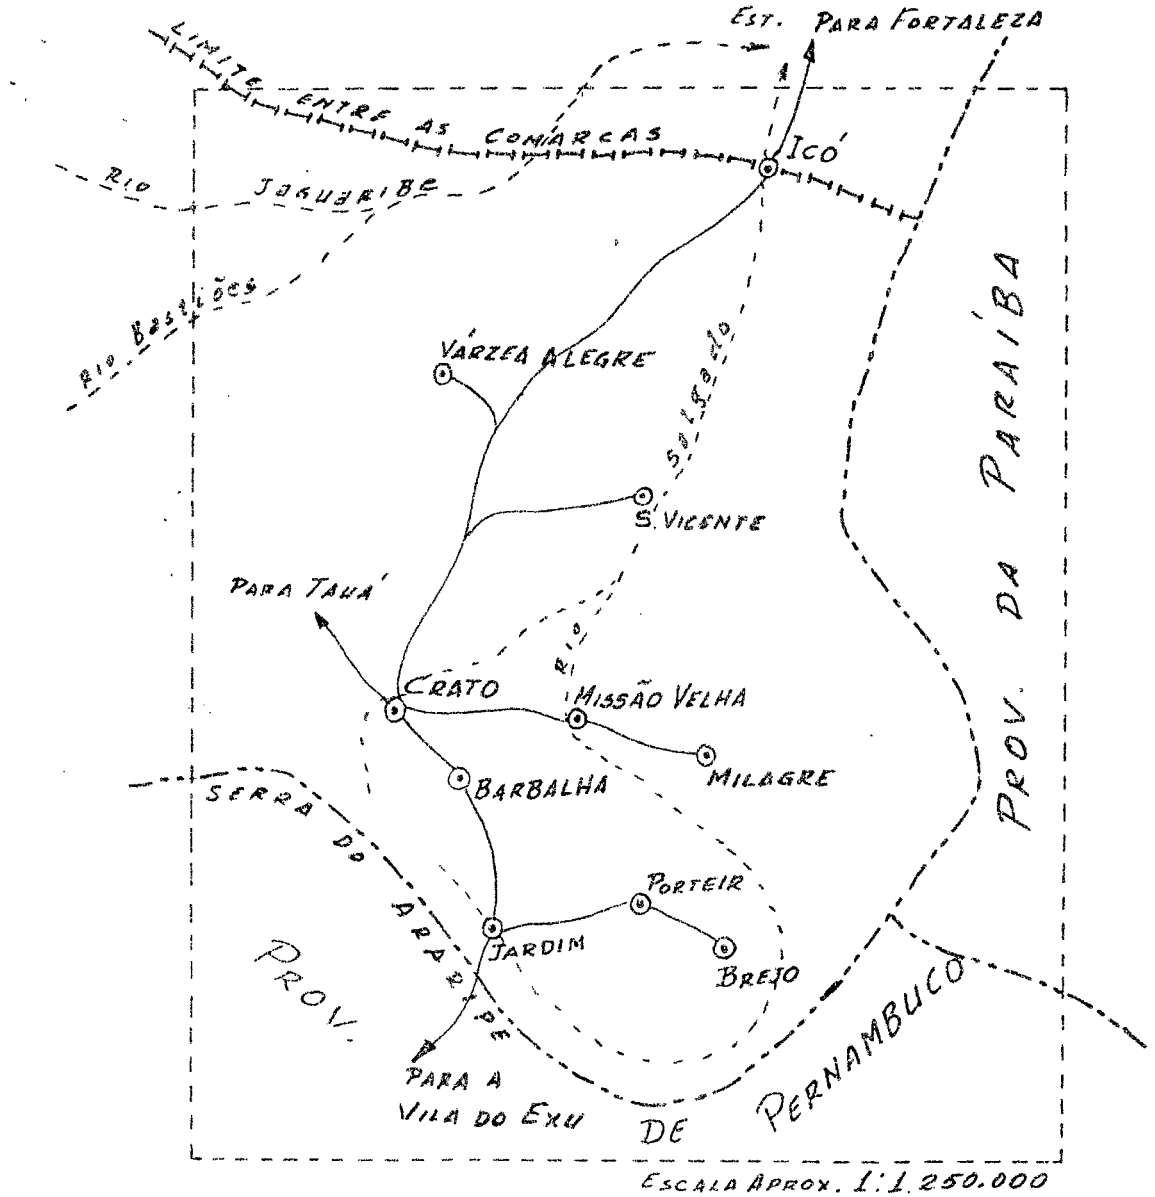 EST. PARA FORTALEZA
LIMITE ENTRE AS COMARCAS
ICÓ
RIO JAGUARIBE
RIO BASTIÕES
VÁRZEA ALEGRE
RIO SALGADO
S. VICENTE
PARA TAUÁ
CRATO
MISSÃO VELHA
MILAGRE
BARBALHA
SERRA DO ARARIPE
PORTEIR
JARDIM
BREJO
PROV. DA PARAÍBA
PARA A
VILA DO EXU
PROV. DE PERNAMBUCO
ESCALA APROX. 1:1.250.000